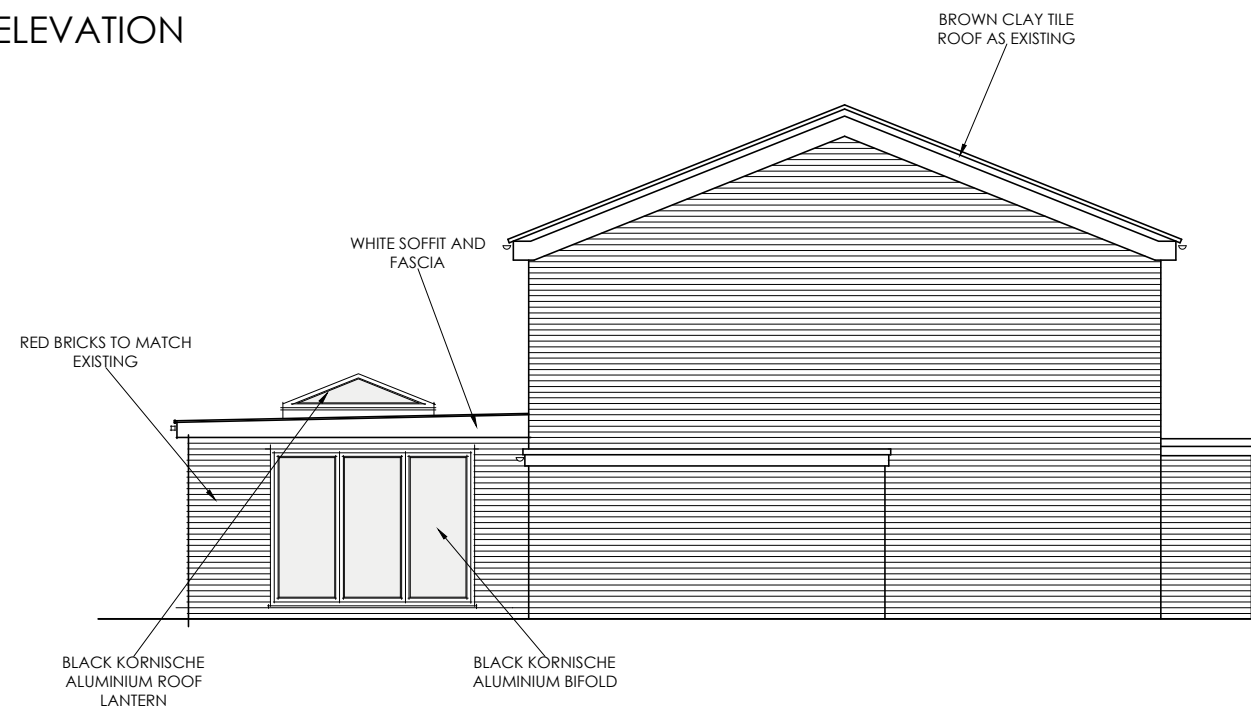 ELEVATION
BROWN CLAY TILE
ROOF AS EXISTING
WHITE SOFFIT AND
FASCIA
RED BRICKS TO MATCH
EXISTING
BLACK KORNISCHE
ALUMINIUM ROOF
LANTERN
BLACK KORNISCHE
ALUMINIUM BIFOLD